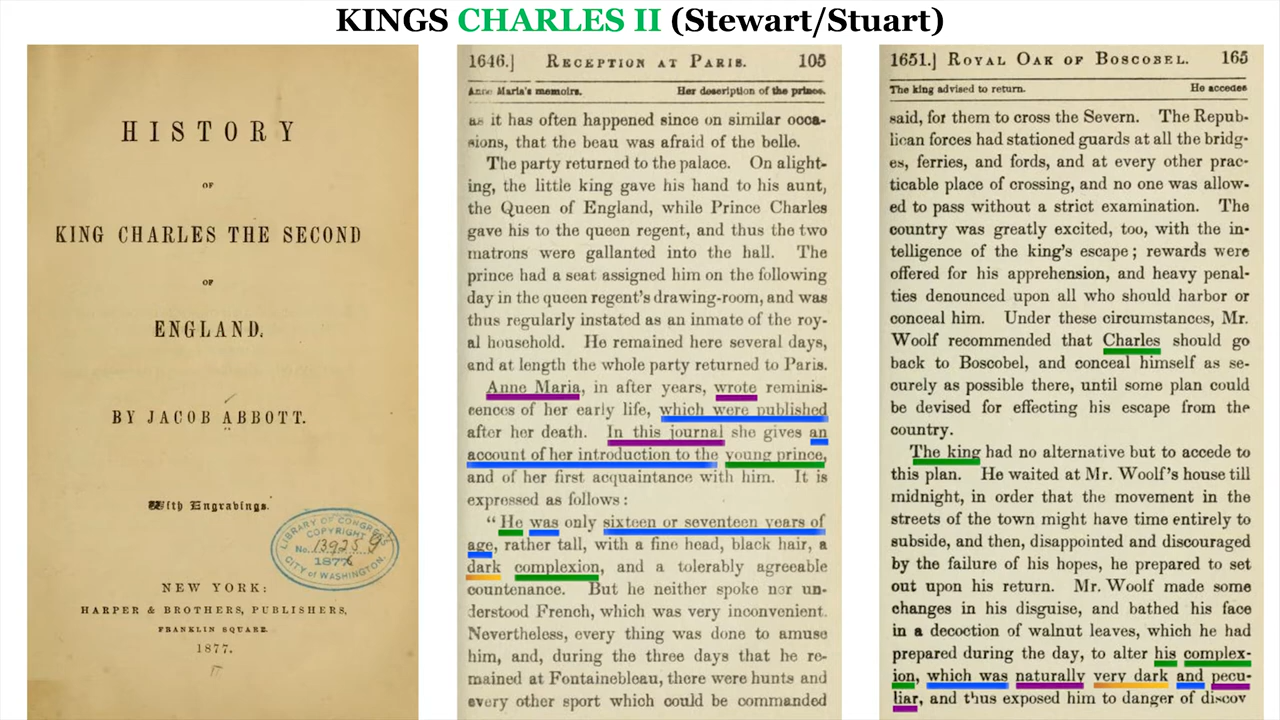 KINGS CHARLES II (Stewart/Stuart)
HISTORY
OF
KING CHARLES THE SECOND
OF
ENGLAND.
BY JACOB ABBOTT.
With Engravings.
LIBRARY OF CONGRESS
COPYRIGHT
No. 13925
1877
CITY of WASHINGTON.
NEW YORK:
HARPER & BROTHERS, PUBLISHERS,
FRANKLIN SQUARE.
1877.
1646.] RECEPTION AT PARIS. 105
Anne Maria's memoirs. Her description of the prince.
as it has often happened since on similar occa-
sions, that the beau was afraid of the belle.
The party returned to the palace. On alight-
ing, the little king gave his hand to his aunt,
the Queen of England, while Prince Charles
gave his to the queen regent, and thus the two
matrons were gallanted into the hall. The
prince had a seat assigned him on the following
day in the queen regent's drawing-room, and was
thus regularly instated as an inmate of the roy-
al household. He remained here several days,
and at length the whole party returned to Paris.
Anne Maria, in after years, wrote reminis-
cences of her early life, which were published
after her death. In this journal she gives an
account of her introduction to the young prince,
and of her first acquaintance with him. It is
expressed as follows:
"He was only sixteen or seventeen years of
age, rather tall, with a fine head, black hair, a
dark complexion, and a tolerably agreeable
countenance. But he neither spoke nor un-
derstood French, which was very inconvenient.
Nevertheless, every thing was done to amuse
him, and, during the three days that he re-
mained at Fontainebleau, there were hunts and
every other sport which could be commanded
1651.] ROYAL OAK OF BOSCOBEL. 165
The king advised to return. He accedes
said, for them to cross the Severn. The Repub-
lican forces had stationed guards at all the bridg-
es, ferries, and fords, and at every other prac-
ticable place of crossing, and no one was allow-
ed to pass without a strict examination. The
country was greatly excited, too, with the in-
telligence of the king's escape; rewards were
offered for his apprehension, and heavy penal-
ties denounced upon all who should harbor or
conceal him. Under these circumstances, Mr.
Woolf recommended that Charles should go
back to Boscobel, and conceal himself as se-
curely as possible there, until some plan could
be devised for effecting his escape from the
country.
The king had no alternative but to accede to
this plan. He waited at Mr. Woolf's house till
midnight, in order that the movement in the
streets of the town might have time entirely to
subside, and then, disappointed and discouraged
by the failure of his hopes, he prepared to set
out upon his return. Mr. Woolf made some
changes in his disguise, and bathed his face
in a decoction of walnut leaves, which he had
prepared during the day, to alter his complex-
ion, which was naturally very dark and pecu-
liar, and thus exposed him to danger of discov